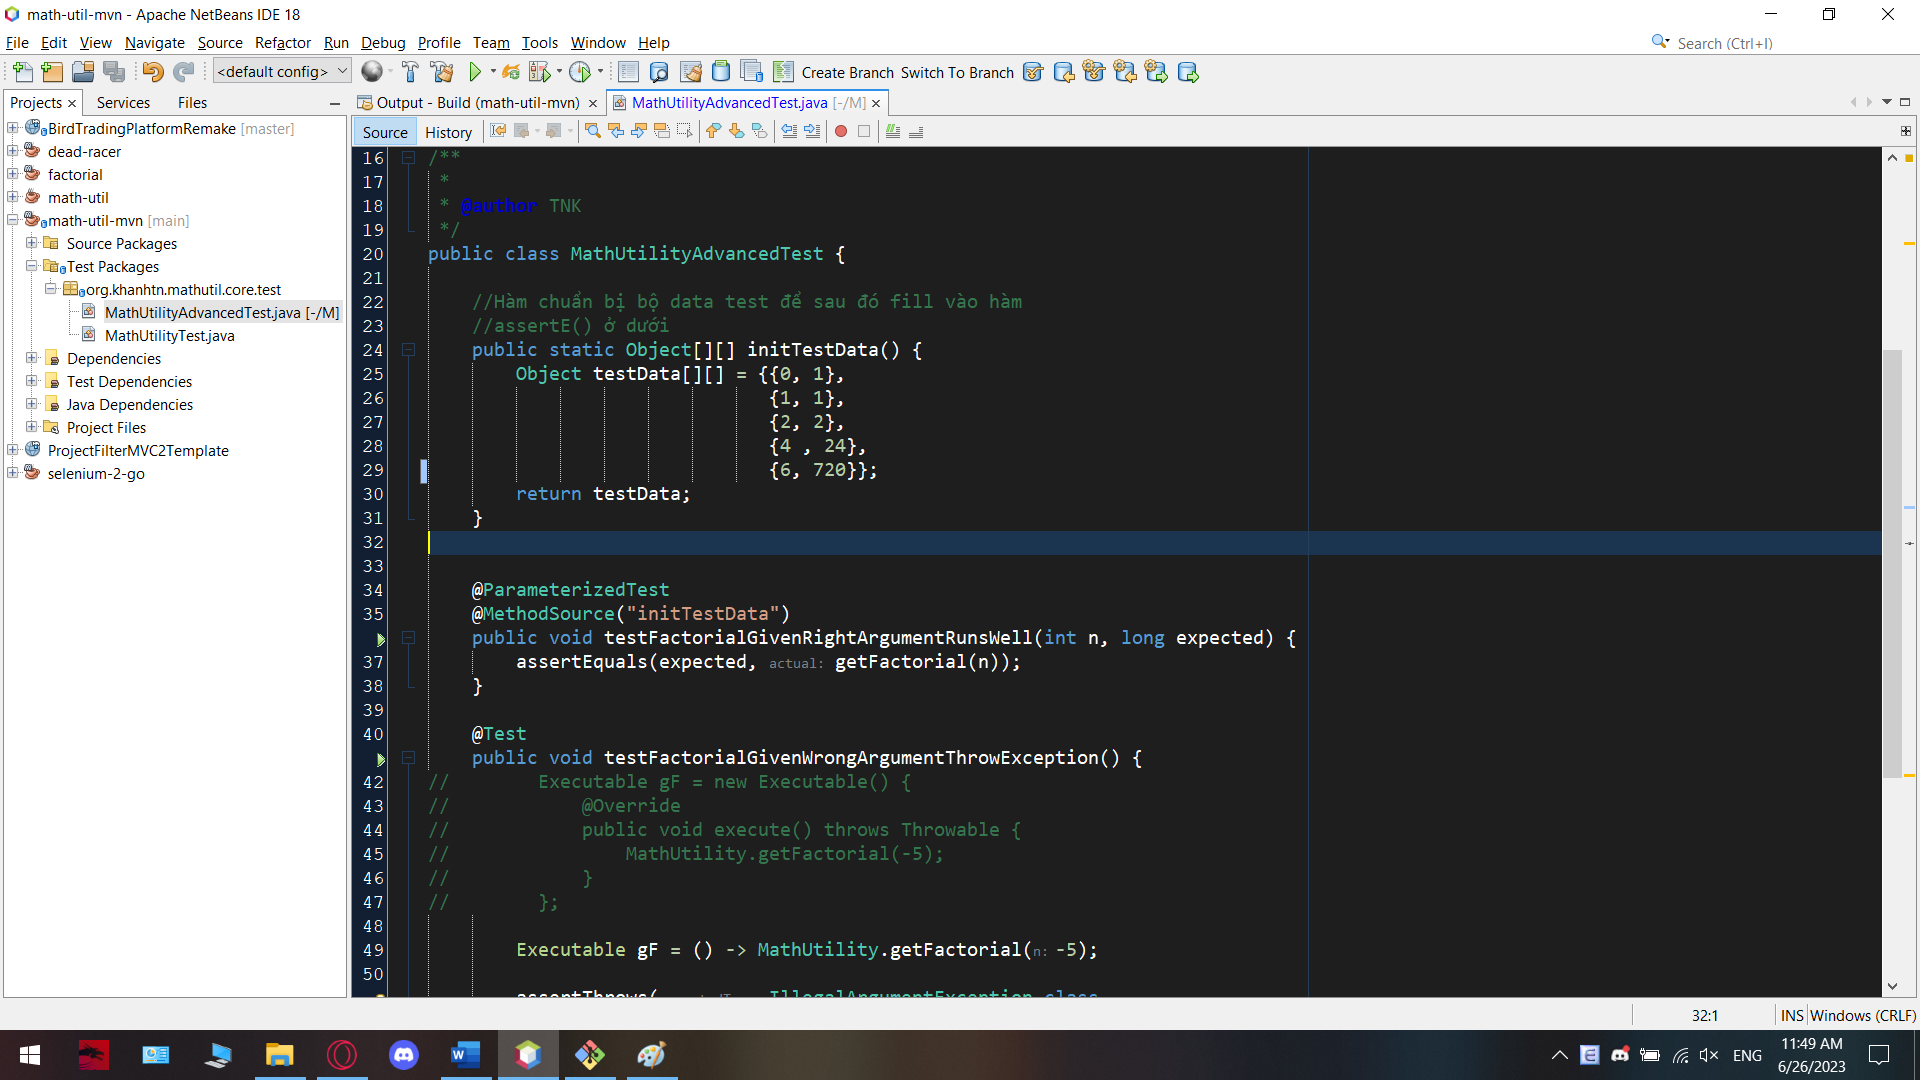 math-util-mvn - Apache NetBeans IDE 18
File Edit View Navigate Source Refactor Run Debug Profile Team Tools Window Help
Search (Ctrl+I)
<default config>
Create Branch Switch To Branch
Projects Services Files
Output - Build (math-util-mvn) MathUtilityAdvancedTest.java [-/M]
Source History
BirdTradingPlatformRemake [master]
dead-racer
factorial
math-util
math-util-mvn [main]
Source Packages
Test Packages
org.khanhtn.mathutil.core.test
MathUtilityAdvancedTest.java [-/M]
MathUtilityTest.java
Dependencies
Test Dependencies
Java Dependencies
Project Files
ProjectFilterMVC2Template
selenium-2-go
16 /**
17 *
18 * @author TNK
19 */
20 public class MathUtilityAdvancedTest {
21
22 //Hàm chuẩn bị bộ data test để sau đó fill vào hàm
23 //assertE() ở dưới
24 public static Object[][] initTestData() {
25 Object testData[][] = {{0, 1},
26 {1, 1},
27 {2, 2},
28 {4 , 24},
29 {6, 720}};
30 return testData;
31 }
32
33
34 @ParameterizedTest
35 @MethodSource("initTestData")
public void testFactorialGivenRightArgumentRunsWell(int n, long expected) {
37 assertEquals(expected, actual: getFactorial(n));
38 }
39
40 @Test
public void testFactorialGivenWrongArgumentThrowException() {
42 // Executable gF = new Executable() {
43 // @Override
44 // public void execute() throws Throwable {
45 // MathUtility.getFactorial(-5);
46 // }
47 // };
48
49 Executable gF = () -> MathUtility.getFactorial(n: -5);
50
assertThrows( IllegalArgumentException.class
32:1 INS Windows (CRLF)
ENG
11:49 AM
6/26/2023